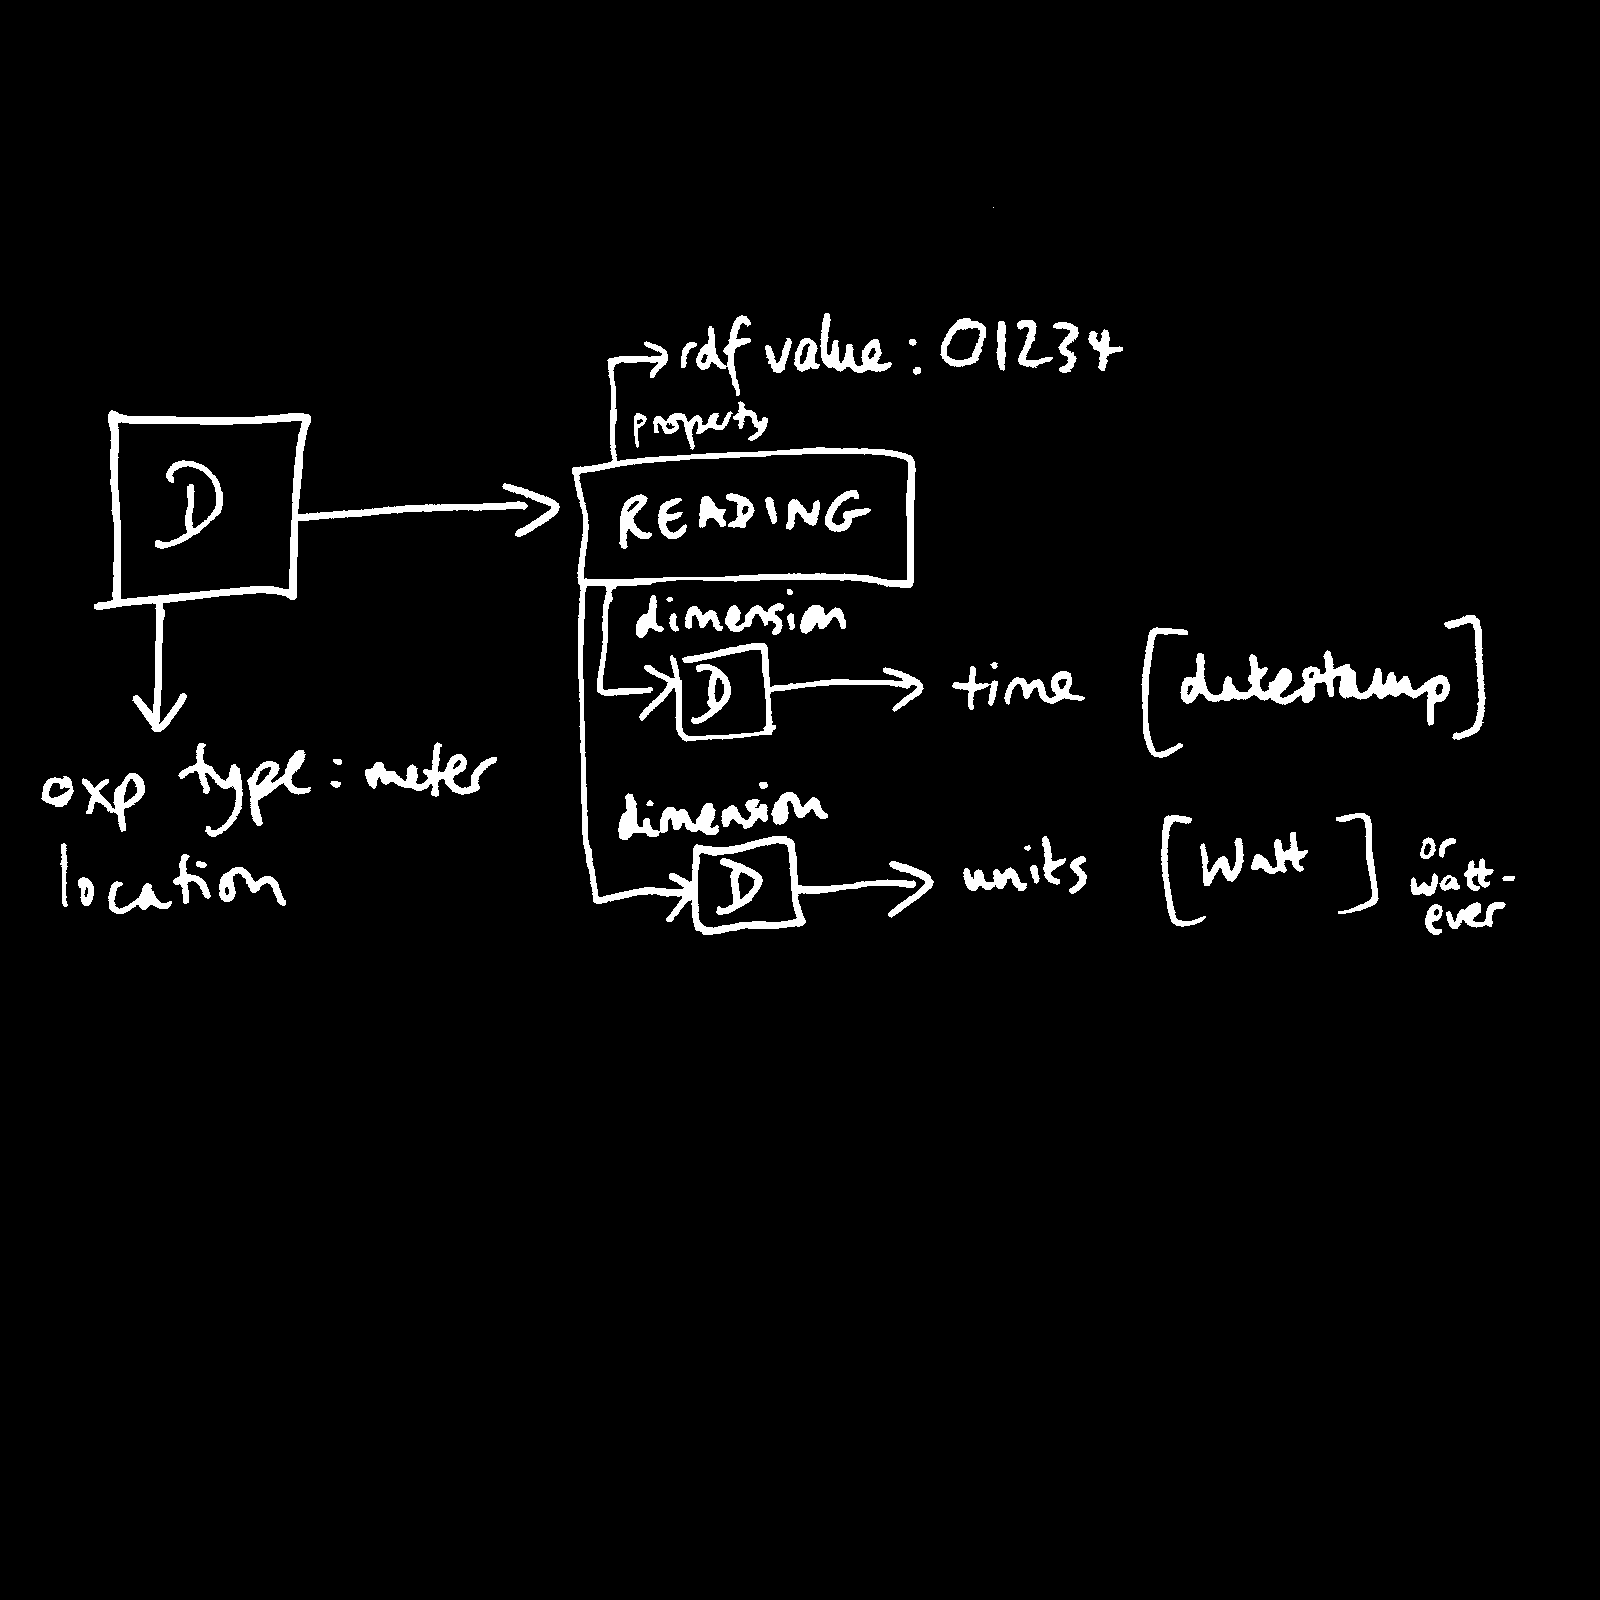 rdf value: 01234
property
D
READING
dimension
D
time
[datestamp]
oxp type: meter
location
dimension
D
units
[Watt]
or
watt-
ever